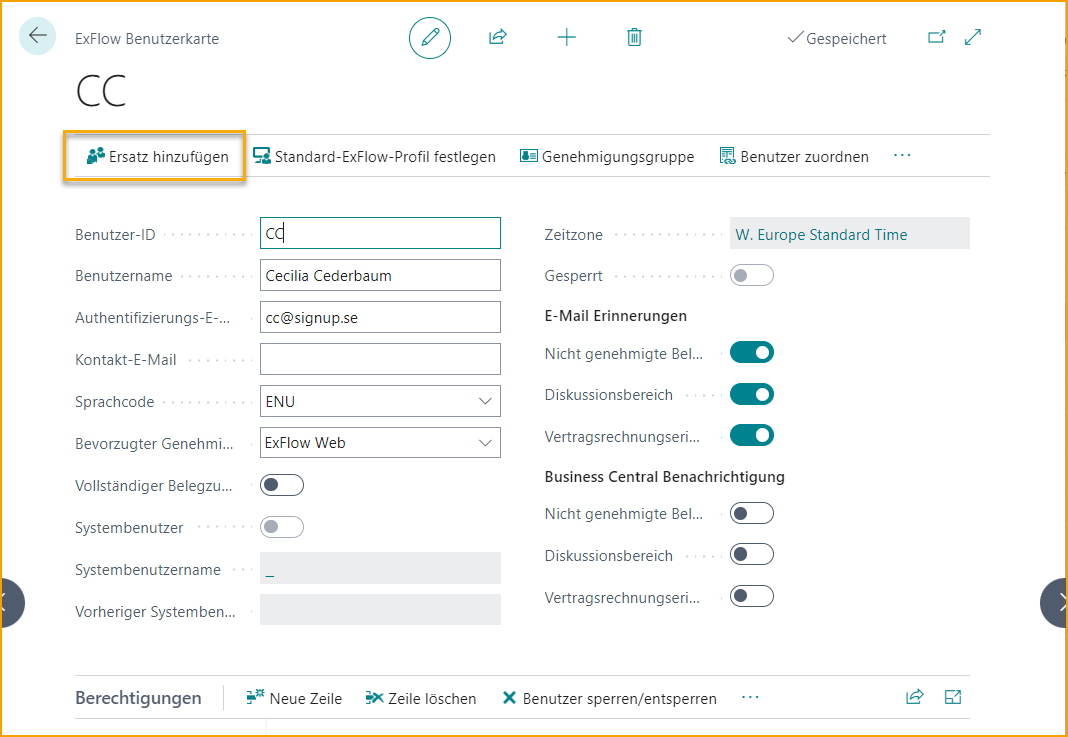 ExFlow Benutzerkarte
Gespeichert
CC
Ersatz hinzufügen
Standard-ExFlow-Profil festlegen
Genehmigungsgruppe
Benutzer zuordnen
Benutzer-ID
CC
Benutzername
Cecilia Cederbaum
Authentifizierungs-E-...
cc@signup.se
Kontakt-E-Mail
Sprachcode
ENU
Bevorzugter Genehmi...
ExFlow Web
Vollständiger Belegzu...
Systembenutzer
Systembenutzername
_
Vorheriger Systemben...
Zeitzone
W. Europe Standard Time
Gesperrt
E-Mail Erinnerungen
Nicht genehmigte Bel...
Diskussionsbereich
Vertragsrechnungseri...
Business Central Benachrichtigung
Nicht genehmigte Bel...
Diskussionsbereich
Vertragsrechnungseri...
Berechtigungen
Neue Zeile
Zeile löschen
Benutzer sperren/entsperren